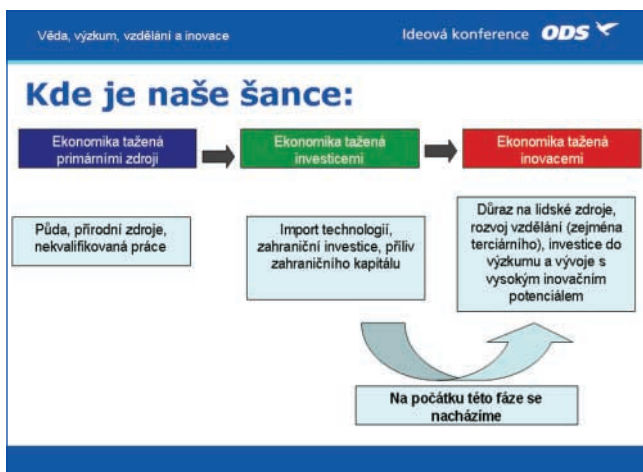 Věda, výzkum, vzdělání a inovace
Ideová konference ODS
Kde je naše šance:
Ekonomika tažená
primárními zdroji
Ekonomika tažená
investicemi
Ekonomika tažená
inovacemi
Půda, přírodní zdroje,
nekvalifikovaná práce
Import technologií,
zahraniční investice, příliv
zahraničního kapitálu
Důraz na lidské zdroje,
rozvoj vzdělání (zejména
terciárního), investice do
výzkumu a vývoje s
vysokým inovačním
potenciálem
Na počátku této fáze se
nacházíme